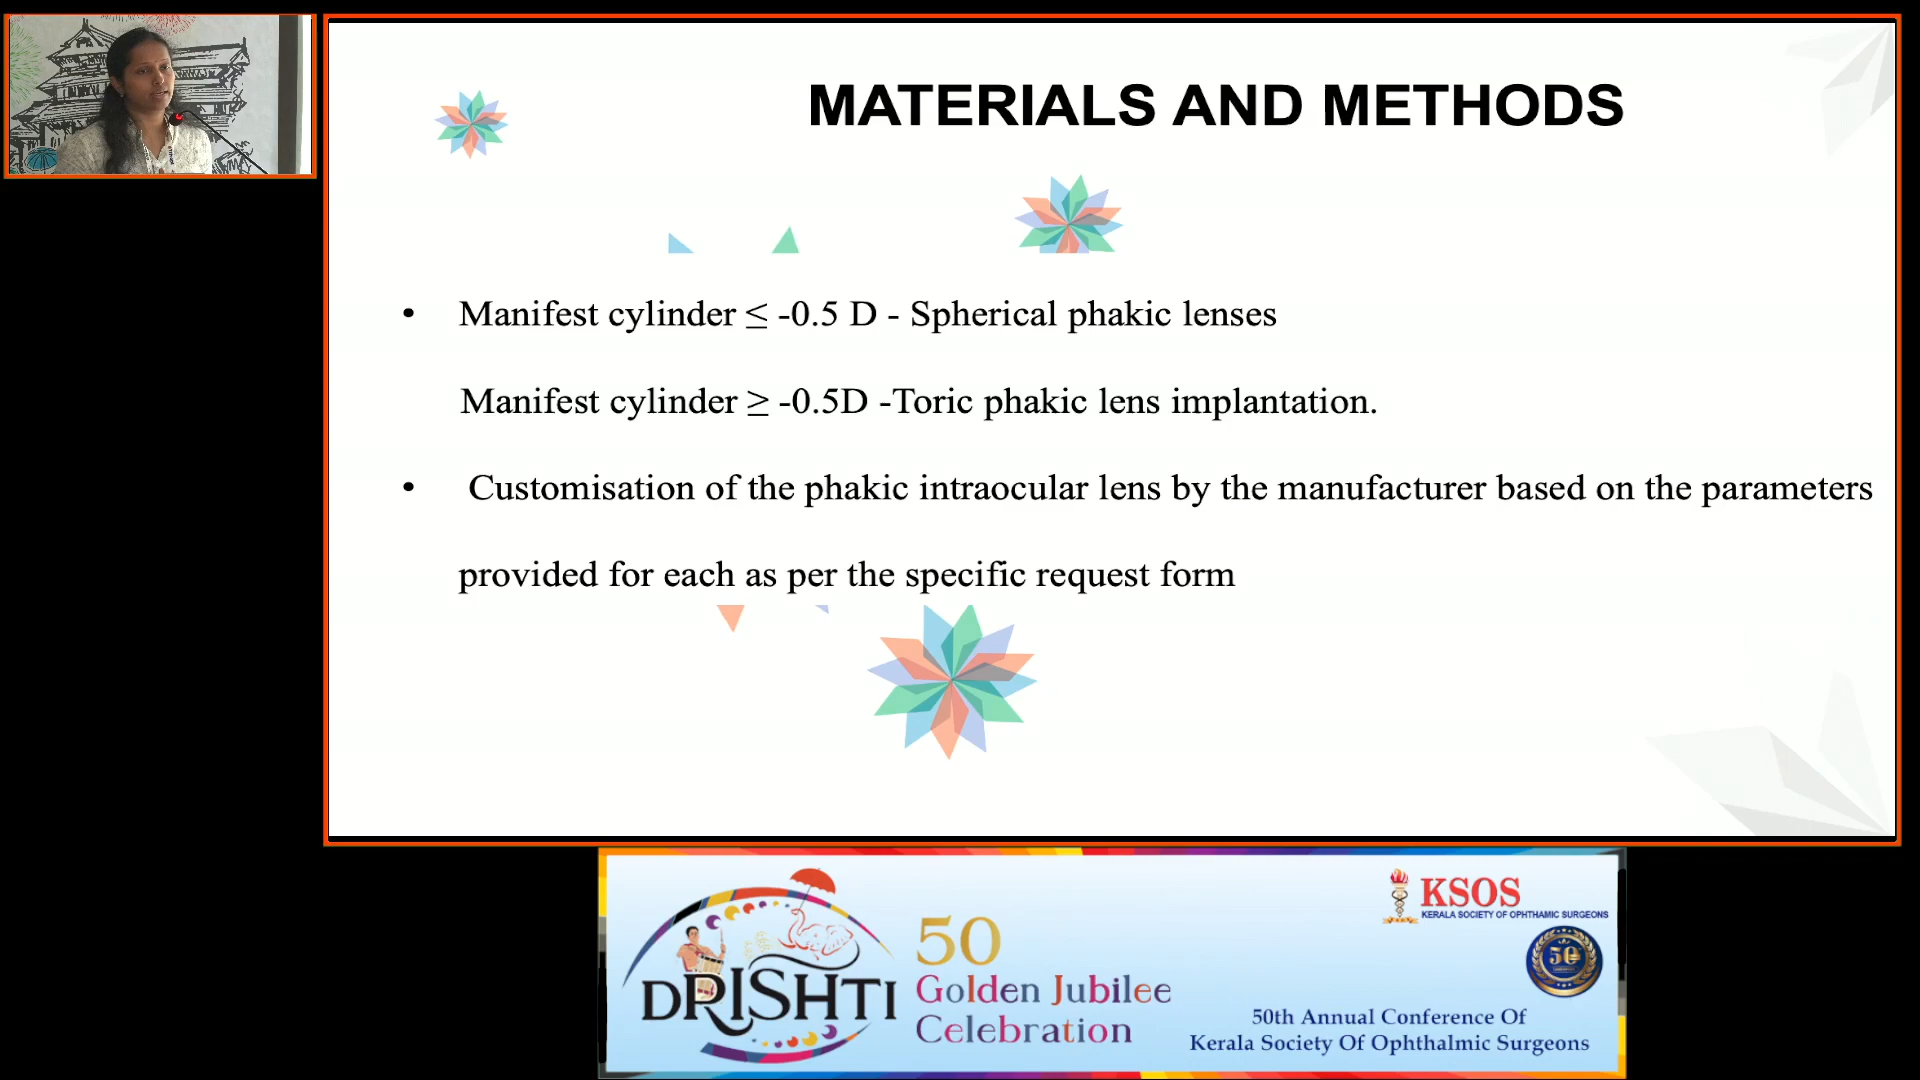 MATERIALS AND METHODS
• Manifest cylinder ≤ -0.5 D - Spherical phakic lenses
Manifest cylinder ≥ -0.5D -Toric phakic lens implantation.
• Customisation of the phakic intraocular lens by the manufacturer based on the parameters
provided for each as per the specific request form
DRISHTI
50
Golden Jubilee
Celebration
KSOS
KERALA SOCIETY OF OPHTHAMIC SURGEONS
50
50th Annual Conference Of
Kerala Society Of Ophthalmic Surgeons